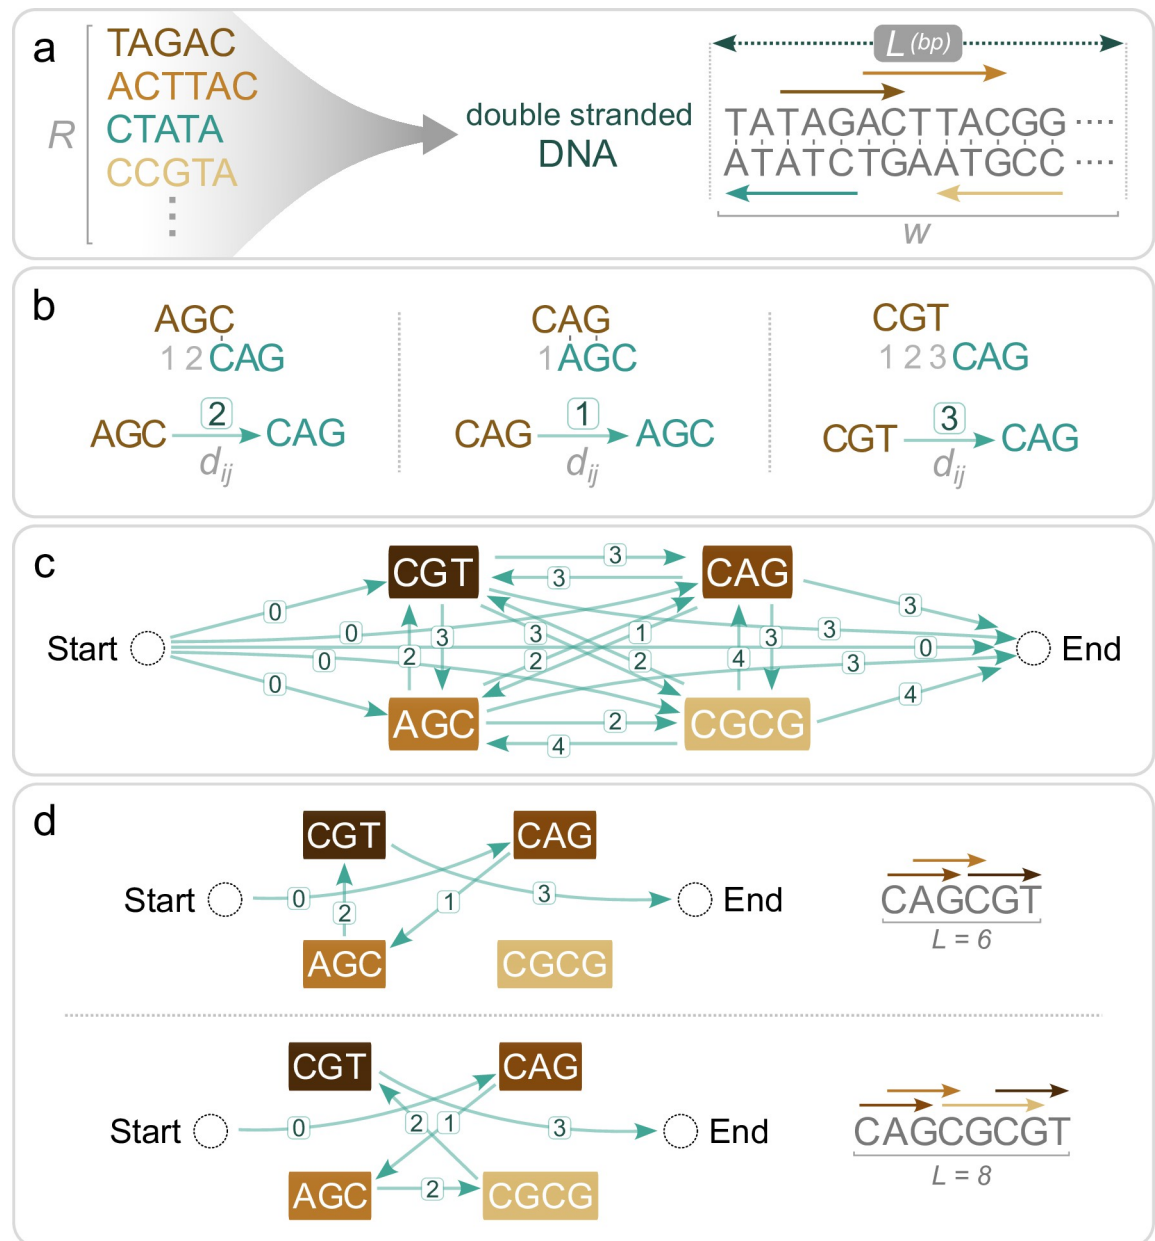 a
R
TAGAC
ACTTAC
CTATA
CCGTA
double stranded
DNA
L (bp)
TATAGACTTACGG ····
ATATCTGAATGCC ····
w
b
AGC
1 2 CAG
AGC 2 CAG
d_ij
CAG
1 AGC
CAG 1 AGC
d_ij
CGT
1 2 3 CAG
CGT 3 CAG
d_ij
c
CGT 3 CAG
3
0 3
0 3 3 1 3 3
Start 0 End
0 2 2 2 4 3
0 4
AGC 2 CGCG
4
d
CGT CAG
Start 0 2 1 3 End
AGC CGCG
CAGCGT
L = 6
CGT CAG
Start 0 2 1 3 End
AGC 2 CGCG
CAGCGCGT
L = 8